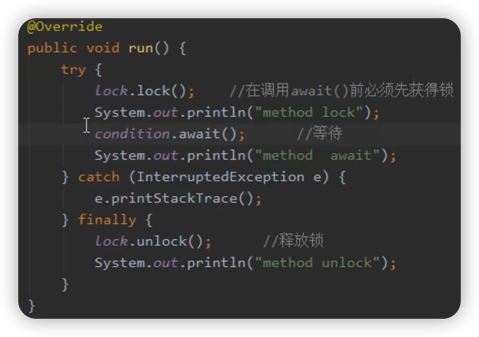 @Override
public void run() {
try {
lock.lock(); //在调用await()前必须先获得锁
System.out.println("method lock");
condition.await(); //等待
System.out.println("method  await");
} catch (InterruptedException e) {
e.printStackTrace();
} finally {
lock.unlock(); //释放锁
System.out.println("method unlock");
}
}